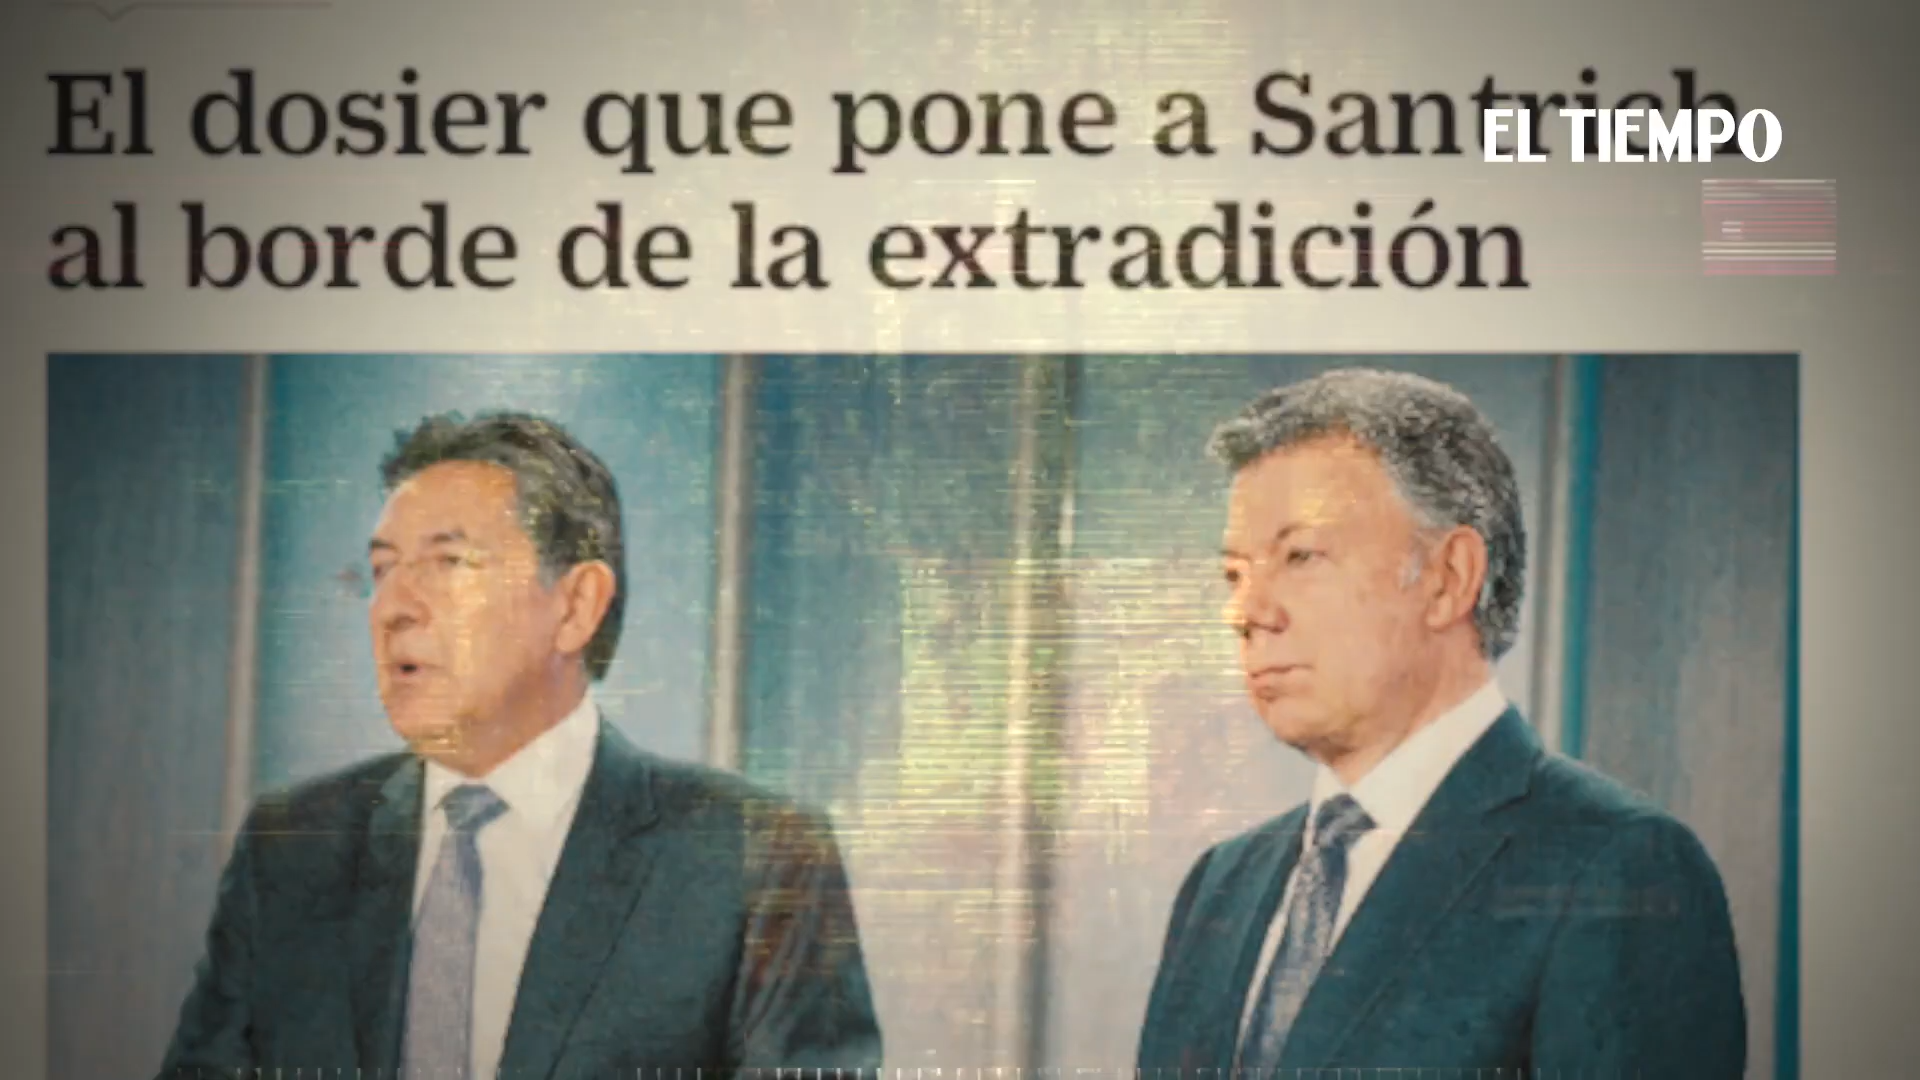 El dosier que pone a Santrich
al borde de la extradición
EL TIEMPO